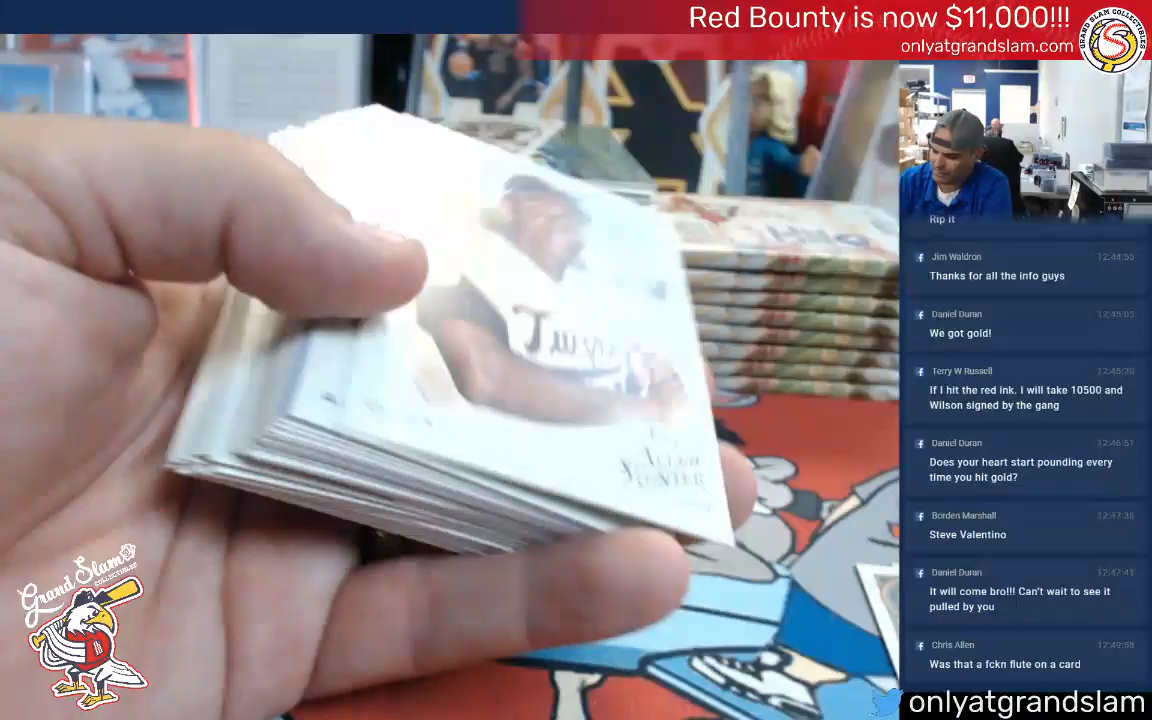 Red Bounty is now $11,000!!!
onlyatgrandslam.com
GRAND SLAM COLLECTIBLES
S
Rip it
Jim Waldron 12:44:55
Thanks for all the info guys
Daniel Duran 12:45:05
We got gold!
Terry W Russell 12:45:20
If I hit the red ink. I will take 10500 and
Wilson signed by the gang
Daniel Duran 12:46:51
Does your heart start pounding every
time you hit gold?
Borden Marshall 12:47:36
Steve Valentino
Daniel Duran 12:47:41
It will come bro!!! Can't wait to see it
pulled by you
Chris Allen 12:49:58
Was that a fckn flute on a card
onlyatgrandslam
Twins
Allen
Ginter
Grand Slam
COLLECTIBLES